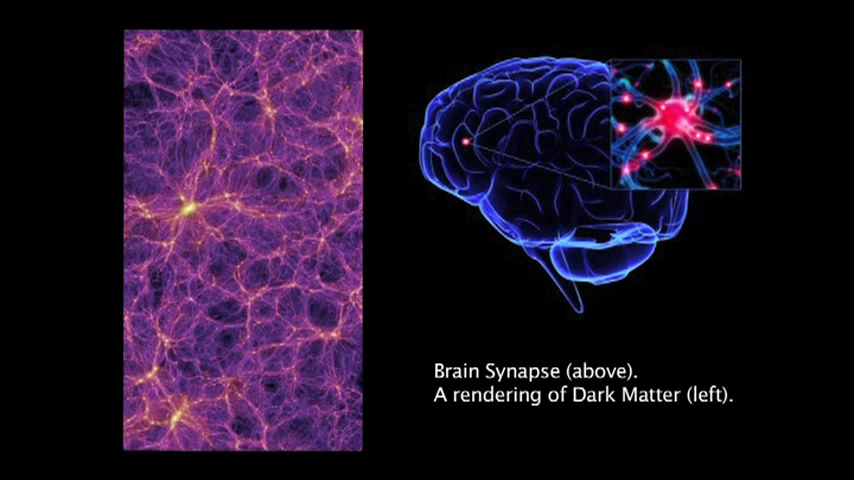 Brain Synapse (above).
A rendering of Dark Matter (left).